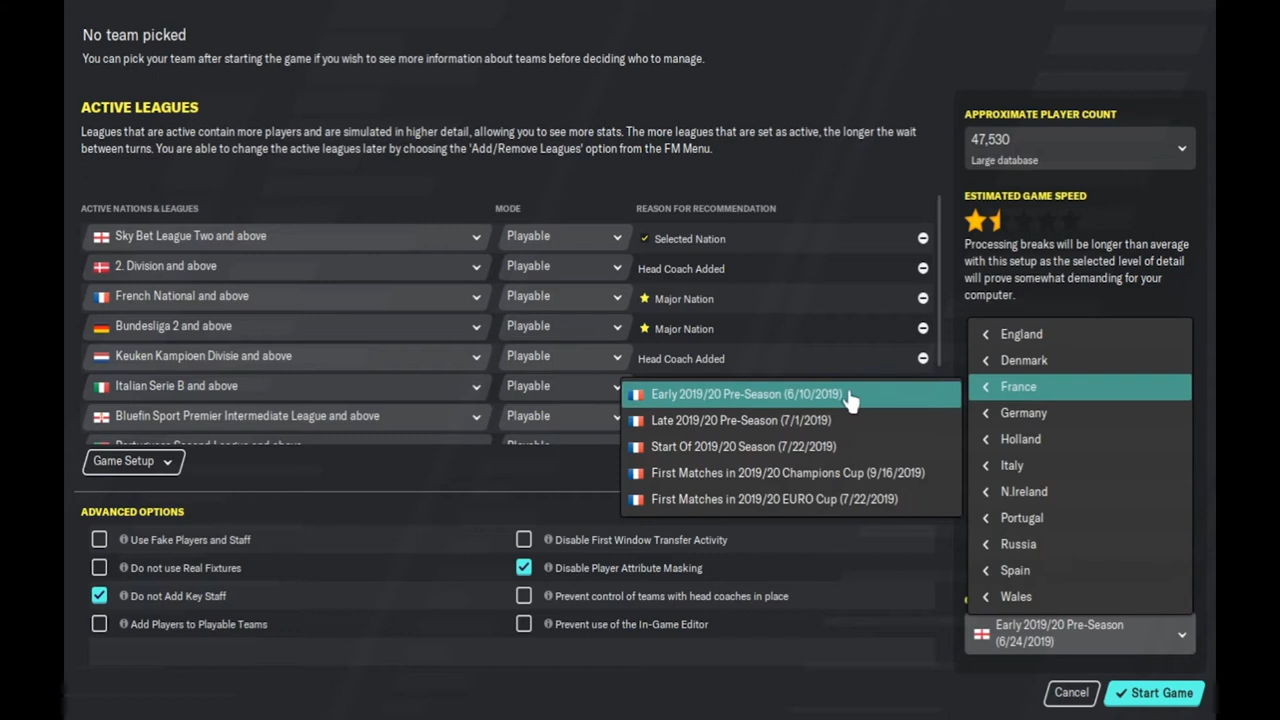 No team picked
You can pick your team after starting the game if you wish to see more information about teams before deciding who to manage.
ACTIVE LEAGUES
Leagues that are active contain more players and are simulated in higher detail, allowing you to see more stats. The more leagues that are set as active, the longer the wait
between turns. You are able to change the active leagues later by choosing the 'Add/Remove Leagues' option from the FM Menu.
ACTIVE NATIONS & LEAGUES MODE REASON FOR RECOMMENDATION
Sky Bet League Two and above Playable Selected Nation
2. Division and above Playable Head Coach Added
French National and above Playable Major Nation
Bundesliga 2 and above Playable Major Nation
Keuken Kampioen Divisie and above Playable Head Coach Added
Italian Serie B and above Playable
Bluefin Sport Premier Intermediate League and above Playable
Portuguese Second League and above Playable
Game Setup
Early 2019/20 Pre-Season (6/10/2019)
Late 2019/20 Pre-Season (7/1/2019)
Start Of 2019/20 Season (7/22/2019)
First Matches in 2019/20 Champions Cup (9/16/2019)
First Matches in 2019/20 EURO Cup (7/22/2019)
ADVANCED OPTIONS
Use Fake Players and Staff
Disable First Window Transfer Activity
Do not use Real Fixtures
Disable Player Attribute Masking
Do not Add Key Staff
Prevent control of teams with head coaches in place
Add Players to Playable Teams
Prevent use of the In-Game Editor
APPROXIMATE PLAYER COUNT
47,530
Large database
ESTIMATED GAME SPEED
Processing breaks will be longer than average
with this setup as the selected level of detail
will prove somewhat demanding for your
computer.
England
Denmark
France
Germany
Holland
Italy
N.Ireland
Portugal
Russia
Spain
Wales
Early 2019/20 Pre-Season
(6/24/2019)
Cancel
Start Game